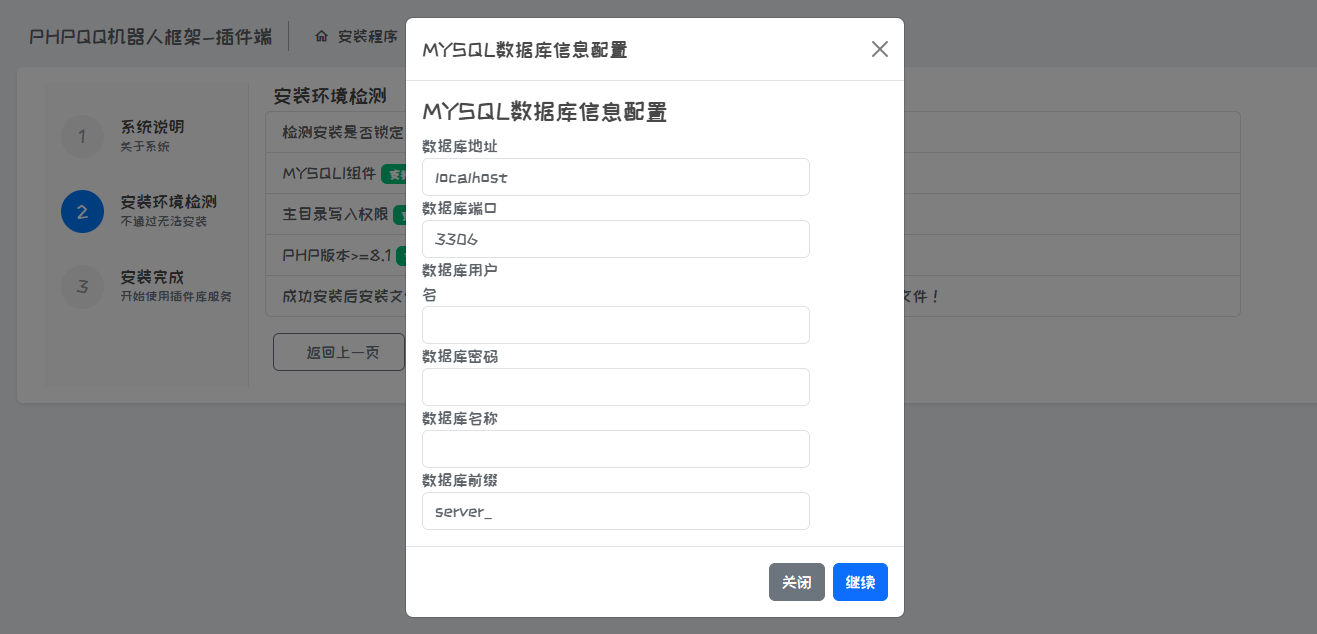 PHPQQ机器人框架-插件端
安装程序
1
系统说明
关于系统
2
安装环境检测
不通过无法安装
3
安装完成
开始使用插件库服务
安装环境检测
检测安装是否锁定
MYSQLI组件
主目录写入权限
PHP版本>=8.1
成功安装后安装文
文件！
返回上一页
MYSQL数据库信息配置
MYSQL数据库信息配置
数据库地址
localhost
数据库端口
3306
数据库用户
名
数据库密码
数据库名称
数据库前缀
server_
关闭
继续